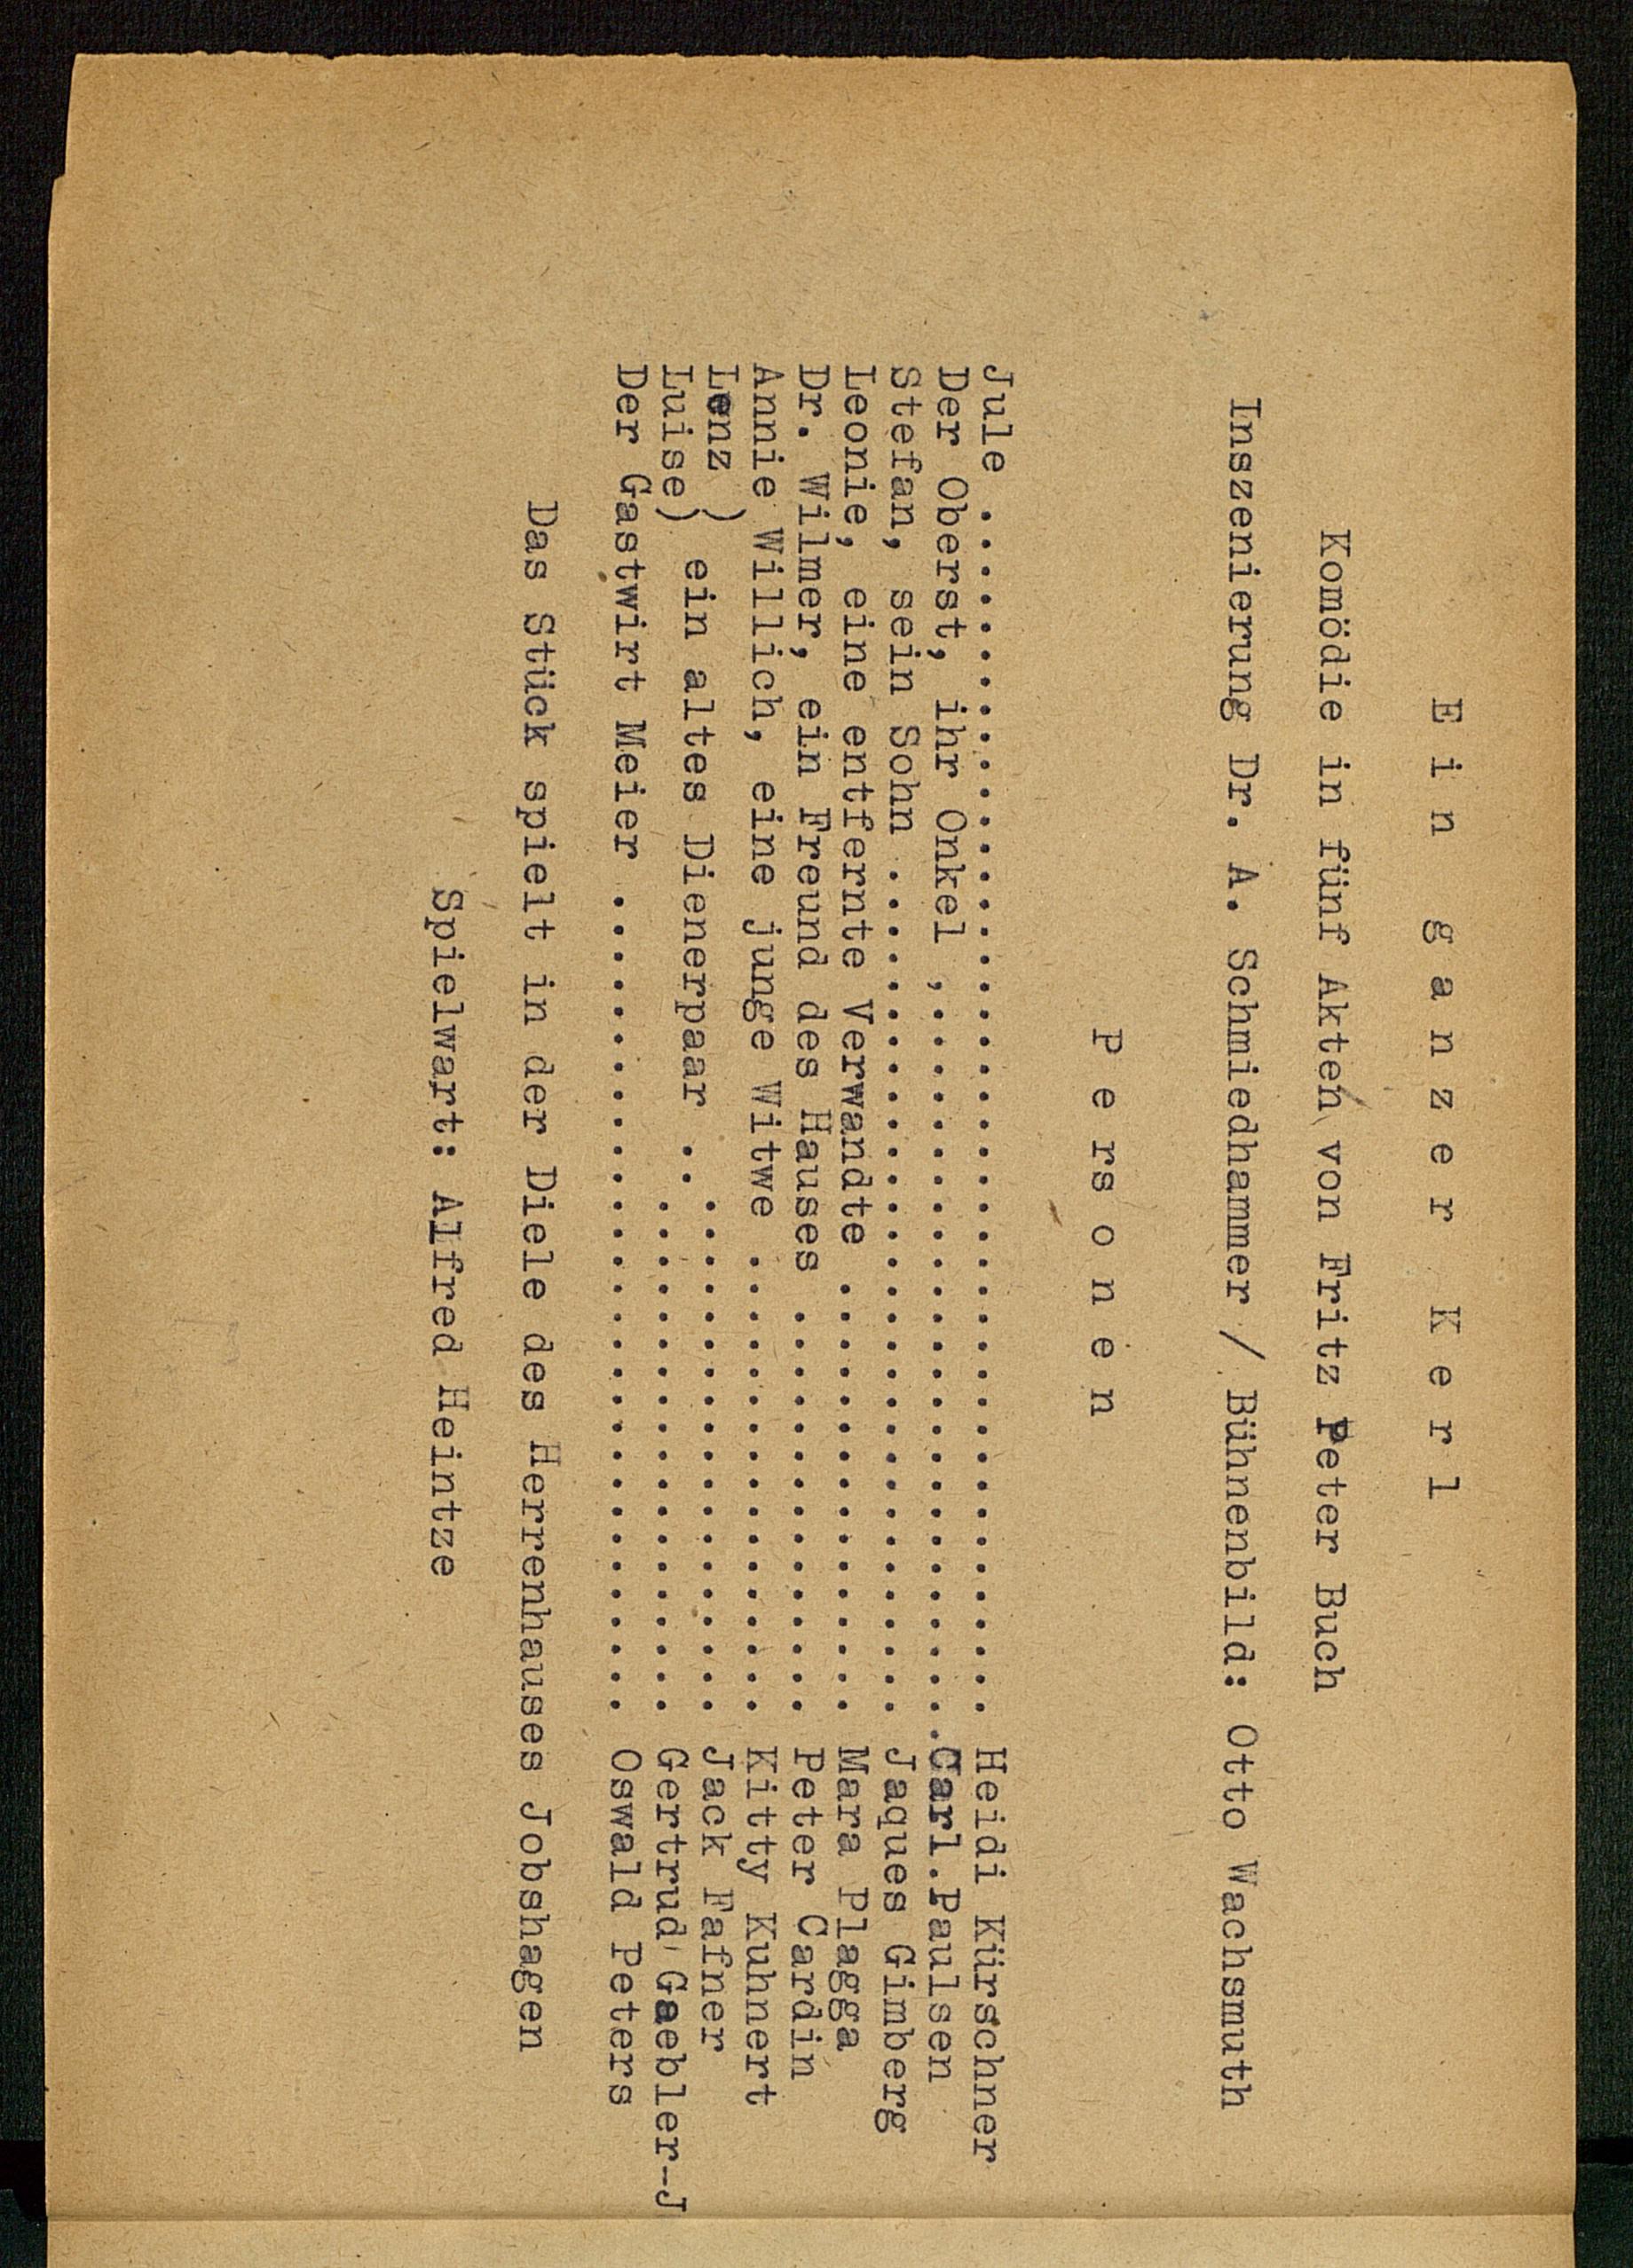 Ein ganzer Kerl
Komödie in fünf Akten von Fritz Peter Buch
Inszenierung Dr. A. Schmiedhammer / Bühnenbild: Otto Wachsmuth
Personen
Jule ............................................ Heidi Kürschner
Der Oberst, ihr Onkel ,...........................Carl.Paulsen
Stefan, sein Sohn ............................... Jaques Gimberg
Leonie, eine entfernte Verwandte ................ Mara Plagga
Dr. Wilmer, ein Freund des Hauses ............... Peter Cardin
Annie Willich, eine junge Witwe ................. Kitty Kuhnert
Lenz ) ................... Jack Fafner
Luise) ein altes Dienerpaar .. ................... Gertrud Gaebler--J
Der Gastwirt Meier .............................. Oswald Peters
Das Stück spielt in der Diele des Herrenhauses Jobshagen
Spielwart: Alfred Heintze